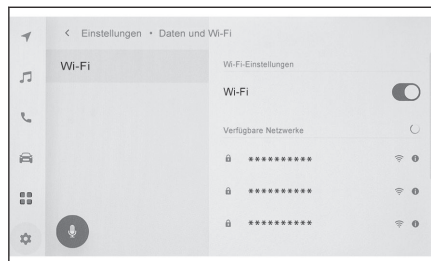 < Einstellungen • Daten und Wi-Fi
Wi-Fi
Wi-Fi-Einstellungen
Wi-Fi
Verfügbare Netzwerke
**********
**********
**********